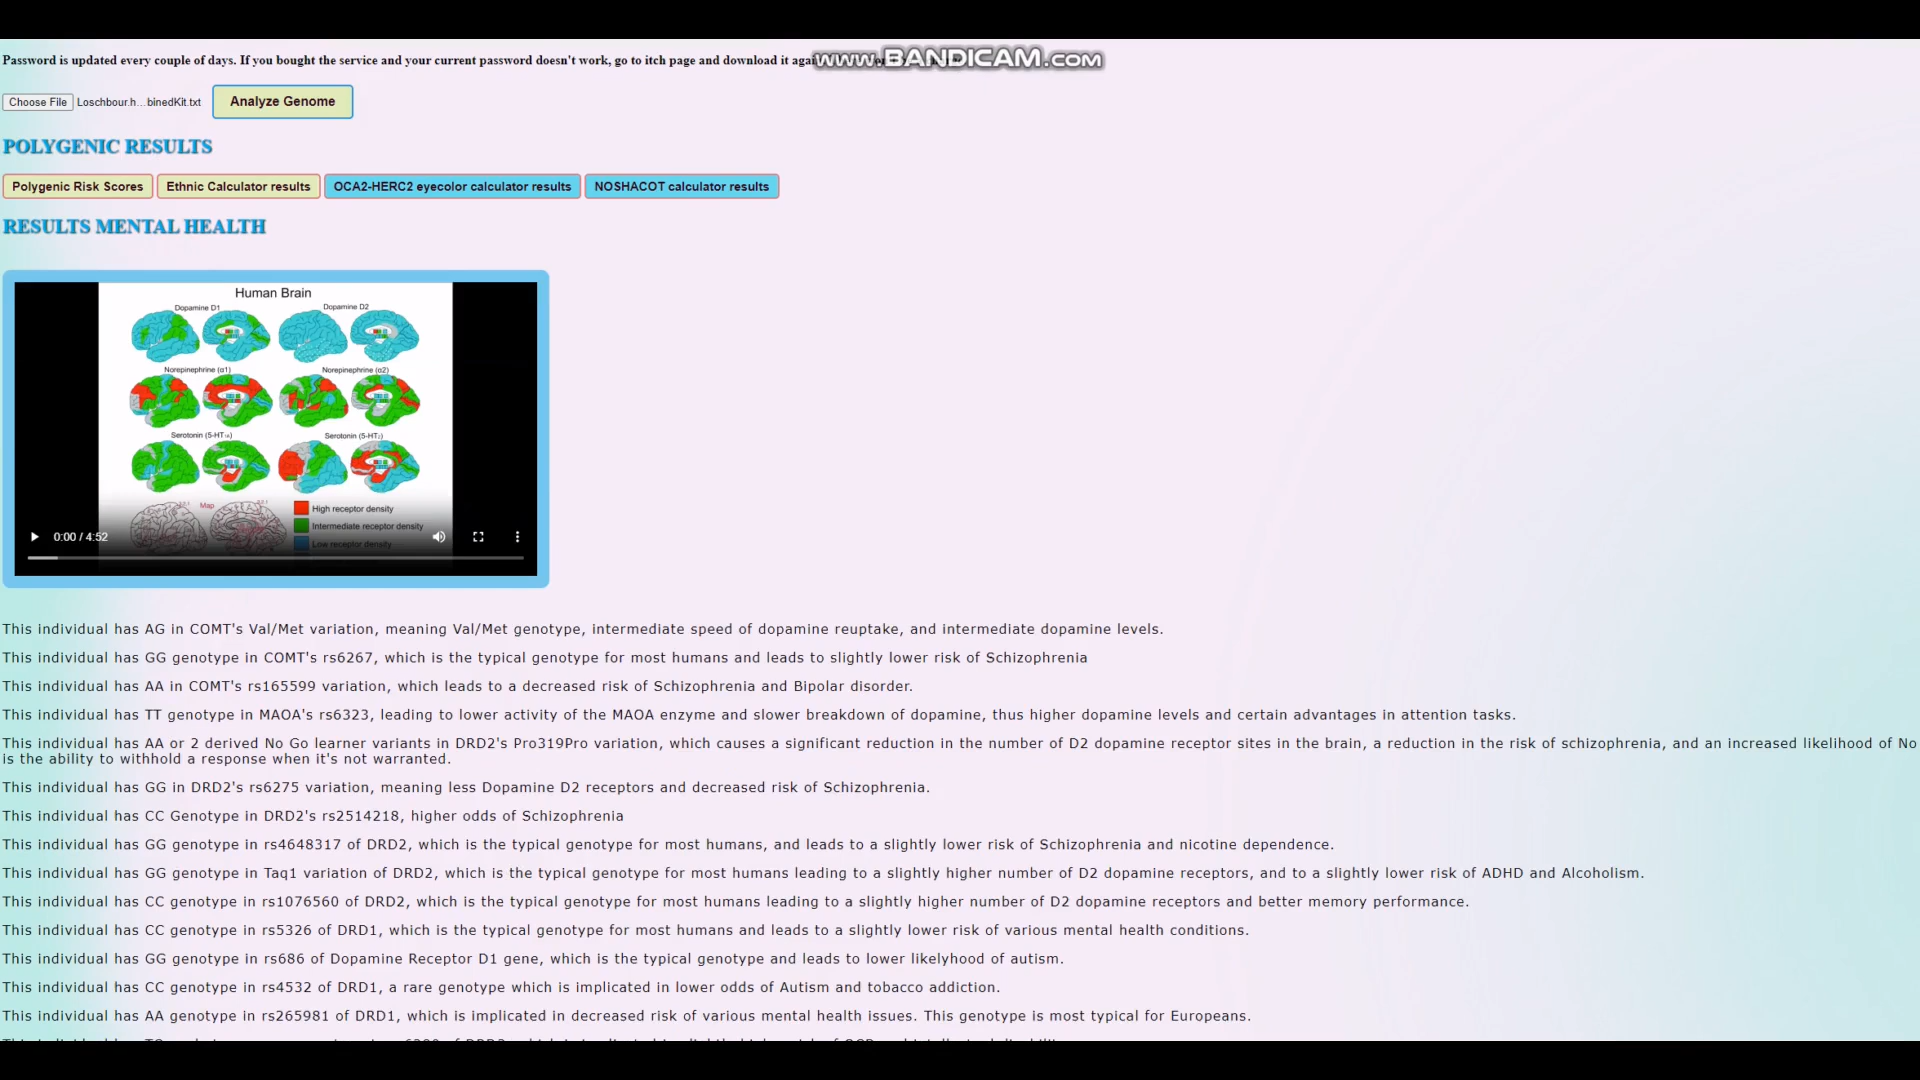 Password is updated every couple of days. If you bought the service and your current password doesn't work, go to itch page and download it again
www.BANDICAM.com
Choose File Loschbour.h...binedKit.txt Analyze Genome
POLYGENIC RESULTS
Polygenic Risk Scores Ethnic Calculator results OCA2-HERC2 eyecolor calculator results NOSHACOT calculator results
RESULTS MENTAL HEALTH
Human Brain
Dopamine D1 Dopamine D2
Norepinephrine (α1) Norepinephrine (α2)
Serotonin (5-HT1A) Serotonin (5-HT2)
Map
High receptor density
Intermediate receptor density
Low receptor density
0:00 / 4:52
This individual has AG in COMT's Val/Met variation, meaning Val/Met genotype, intermediate speed of dopamine reuptake, and intermediate dopamine levels.
This individual has GG genotype in COMT's rs6267, which is the typical genotype for most humans and leads to slightly lower risk of Schizophrenia
This individual has AA in COMT's rs165599 variation, which leads to a decreased risk of Schizophrenia and Bipolar disorder.
This individual has TT genotype in MAOA's rs6323, leading to lower activity of the MAOA enzyme and slower breakdown of dopamine, thus higher dopamine levels and certain advantages in attention tasks.
This individual has AA or 2 derived No Go learner variants in DRD2's Pro319Pro variation, which causes a significant reduction in the number of D2 dopamine receptor sites in the brain, a reduction in the risk of schizophrenia, and an increased likelihood of No
is the ability to withhold a response when it's not warranted.
This individual has GG in DRD2's rs6275 variation, meaning less Dopamine D2 receptors and decreased risk of Schizophrenia.
This individual has CC Genotype in DRD2's rs2514218, higher odds of Schizophrenia
This individual has GG genotype in rs4648317 of DRD2, which is the typical genotype for most humans, and leads to a slightly lower risk of Schizophrenia and nicotine dependence.
This individual has GG genotype in Taq1 variation of DRD2, which is the typical genotype for most humans leading to a slightly higher number of D2 dopamine receptors, and to a slightly lower risk of ADHD and Alcoholism.
This individual has CC genotype in rs1076560 of DRD2, which is the typical genotype for most humans leading to a slightly higher number of D2 dopamine receptors and better memory performance.
This individual has CC genotype in rs5326 of DRD1, which is the typical genotype for most humans and leads to a slightly lower risk of various mental health conditions.
This individual has GG genotype in rs686 of Dopamine Receptor D1 gene, which is the typical genotype and leads to lower likelyhood of autism.
This individual has CC genotype in rs4532 of DRD1, a rare genotype which is implicated in lower odds of Autism and tobacco addiction.
This individual has AA genotype in rs265981 of DRD1, which is implicated in decreased risk of various mental health issues. This genotype is most typical for Europeans.